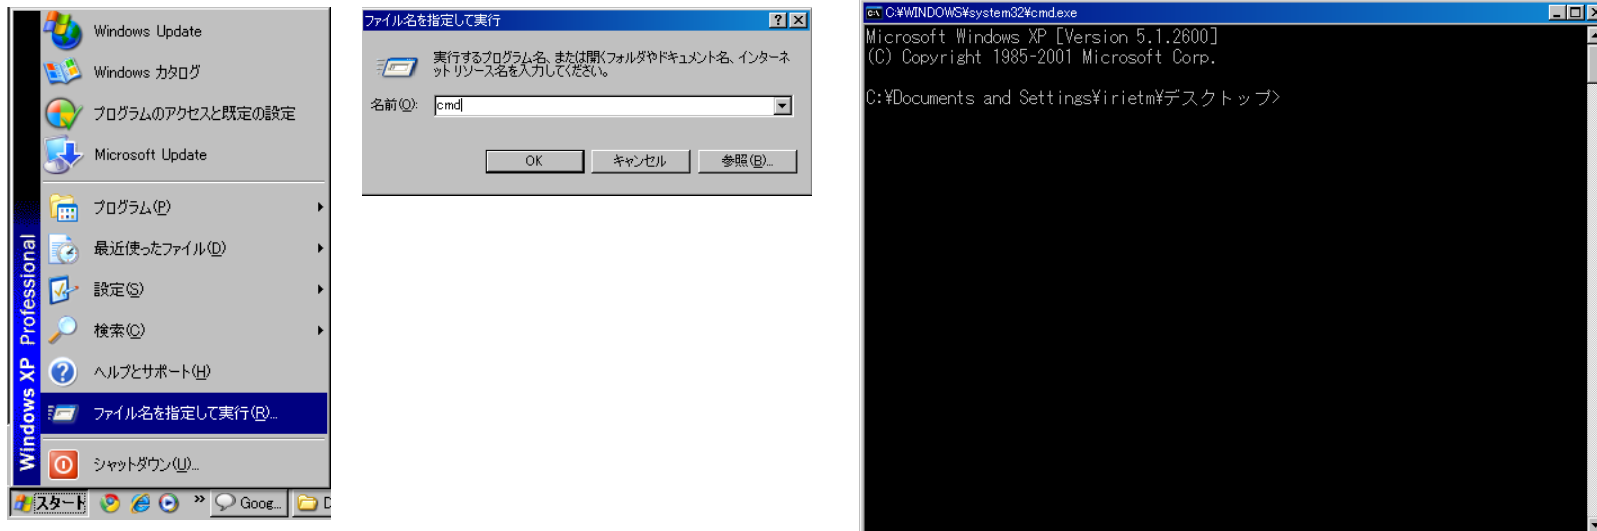 Windows Update
Windows カタログ
プログラムのアクセスと既定の設定
Microsoft Update
プログラム(P)
最近使ったファイル(D)
設定(S)
検索(C)
ヘルプとサポート(H)
ファイル名を指定して実行(R)...
シャットダウン(U)...
Windows XP Professional
スタート
»
Goog...
D
ファイル名を指定して実行
実行するプログラム名、または開くフォルダやドキュメント名、インターネ
ット リソース名を入力してください。
名前(O):
cmd
OK
キャンセル
参照(B)...
C:¥WINDOWS¥system32¥cmd.exe
Microsoft Windows XP [Version 5.1.2600]
(C) Copyright 1985-2001 Microsoft Corp.
C:¥Documents and Settings¥irietm¥デスクトップ>